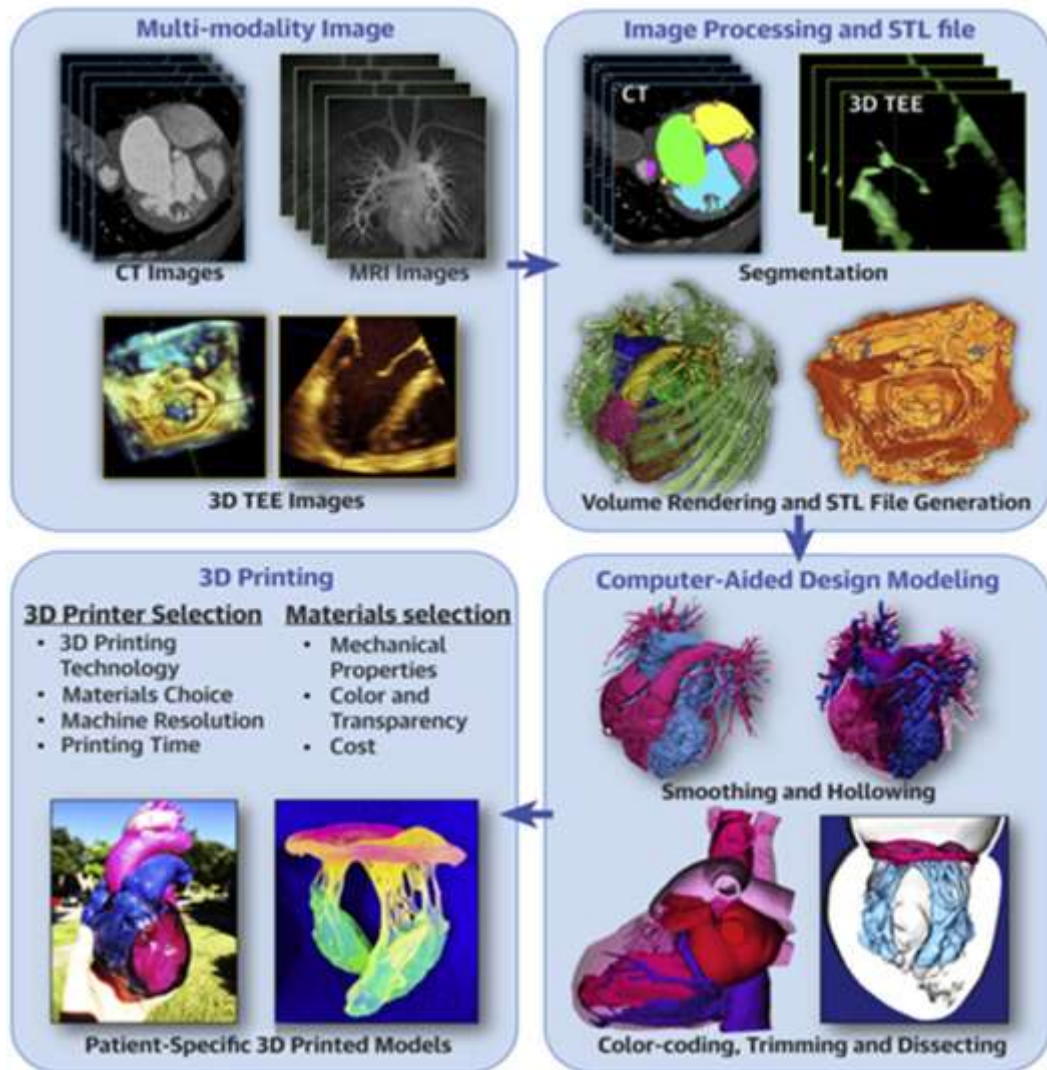 Multi-modality Image
CT Images
MRI Images
3D TEE Images
Image Processing and STL file
CT
3D TEE
Segmentation
Volume Rendering and STL File Generation
Computer-Aided Design Modeling
Smoothing and Hollowing
Color-coding, Trimming and Dissecting
3D Printing
3D Printer Selection
• 3D Printing
Technology
• Materials Choice
• Machine Resolution
• Printing Time
Materials selection
• Mechanical
Properties
• Color and
Transparency
• Cost
Patient-Specific 3D Printed Models